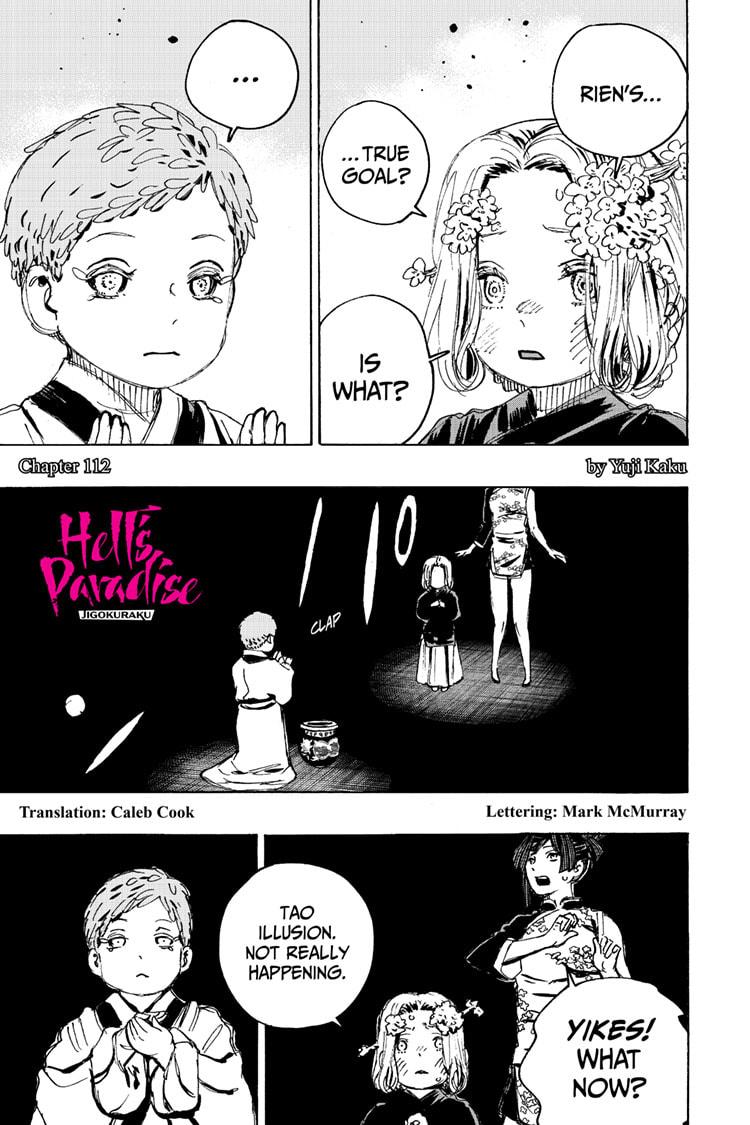 RIEN'S...
...TRUE
GOAL?
IS
WHAT?
...
Chapter 112
by Yuji Kaku
Hell's
Paradise
JIGOKURAKU
CLAP
Translation: Caleb Cook
Lettering: Mark McMurray
YIKES!
WHAT
NOW?
TAO
ILLUSION.
NOT REALLY
HAPPENING.